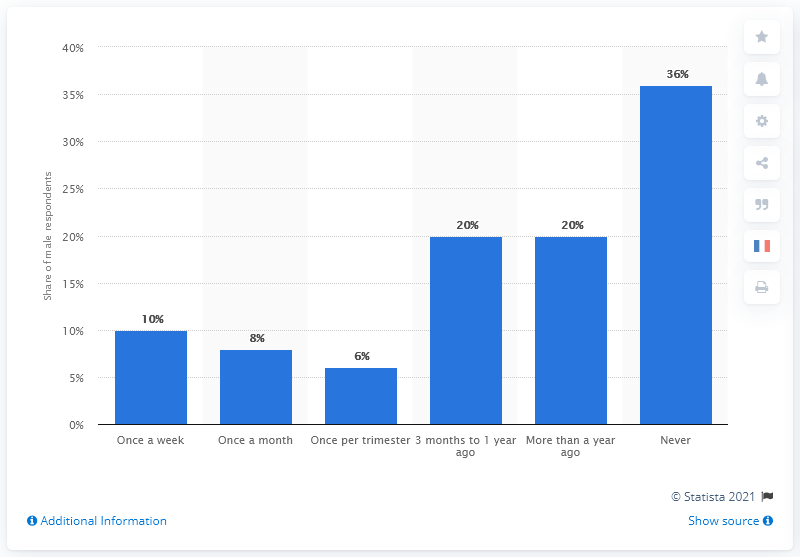 40%
35%
30%
25%
20%
15%
10%
5%
0%
Share of male respondents
10%
8%
6%
20%
20%
36%
Once a week
Once a month
Once per trimester
3 months to 1 year
ago
More than a year
ago
Never
© Statista 2021
Additional Information
Show source